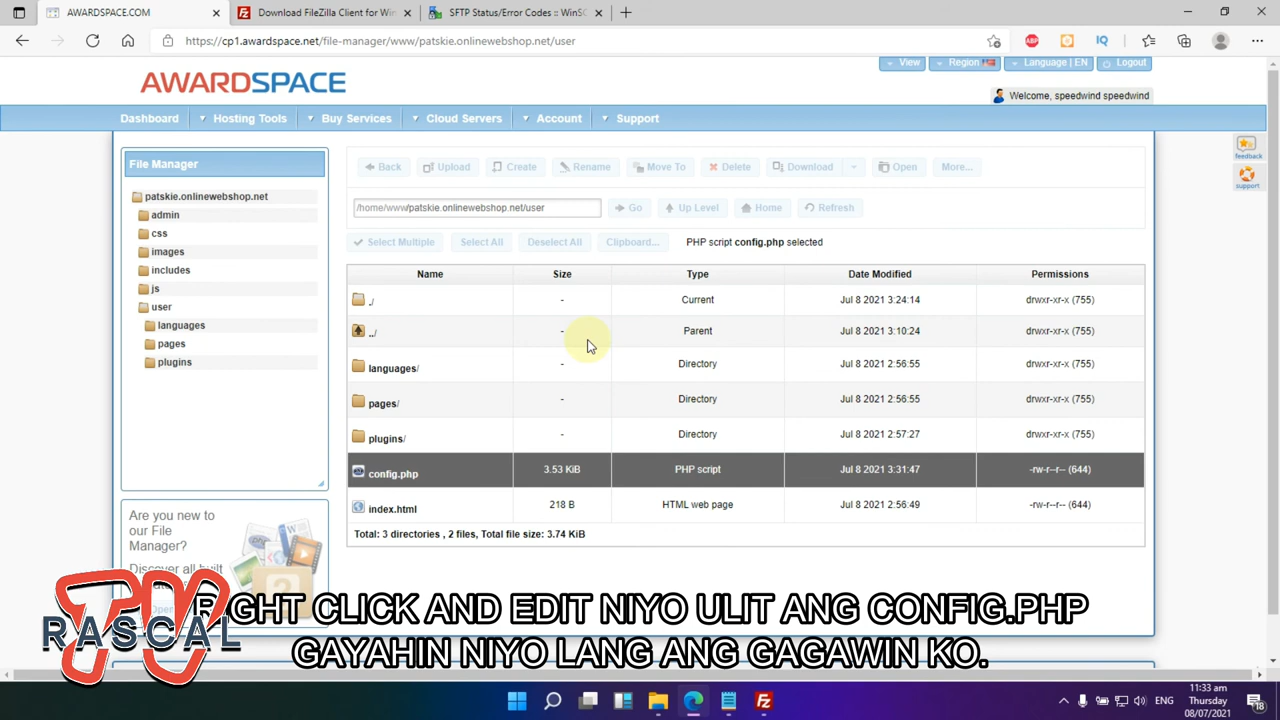 AWARDSPACE.COM
Download FileZilla Client for Win
SFTP Status/Error Codes :: WinSC
https://cp1.awardspace.net/file-manager/www/patskie.onlinewebshop.net/user
ABP
IQ
AWARDSPACE
View
Region
Language | EN
Logout
Welcome, speedwind speedwind
Dashboard
Hosting Tools
Buy Services
Cloud Servers
Account
Support
feedback
support
File Manager
patskie.onlinewebshop.net
admin
css
images
includes
js
user
languages
pages
plugins
Back
Upload
Create
Rename
Move To
Delete
Download
Open
More...
/home/www/patskie.onlinewebshop.net/user
Go
Up Level
Home
Refresh
Select Multiple
Select All
Deselect All
Clipboard...
PHP script config.php selected
Name Size Type Date Modified Permissions
./ - Current Jul 8 2021 3:24:14 drwxr-xr-x (755)
../ - Parent Jul 8 2021 3:10:24 drwxr-xr-x (755)
languages/ - Directory Jul 8 2021 2:56:55 drwxr-xr-x (755)
pages/ - Directory Jul 8 2021 2:56:55 drwxr-xr-x (755)
plugins/ - Directory Jul 8 2021 2:57:27 drwxr-xr-x (755)
config.php 3.53 KiB PHP script Jul 8 2021 3:31:47 -rw-r--r-- (644)
index.html 218 B HTML web page Jul 8 2021 2:56:49 -rw-r--r-- (644)
Total: 3 directories , 2 files, Total file size: 3.74 KiB
Are you new to
our File
Manager?
Discover all built
RIGHT CLICK AND EDIT NIYO ULIT ANG CONFIG.PHP
GAYAHIN NIYO LANG ANG GAGAWIN KO.
RASCAL
ENG
11:33 am
Thursday
08/07/2021
18